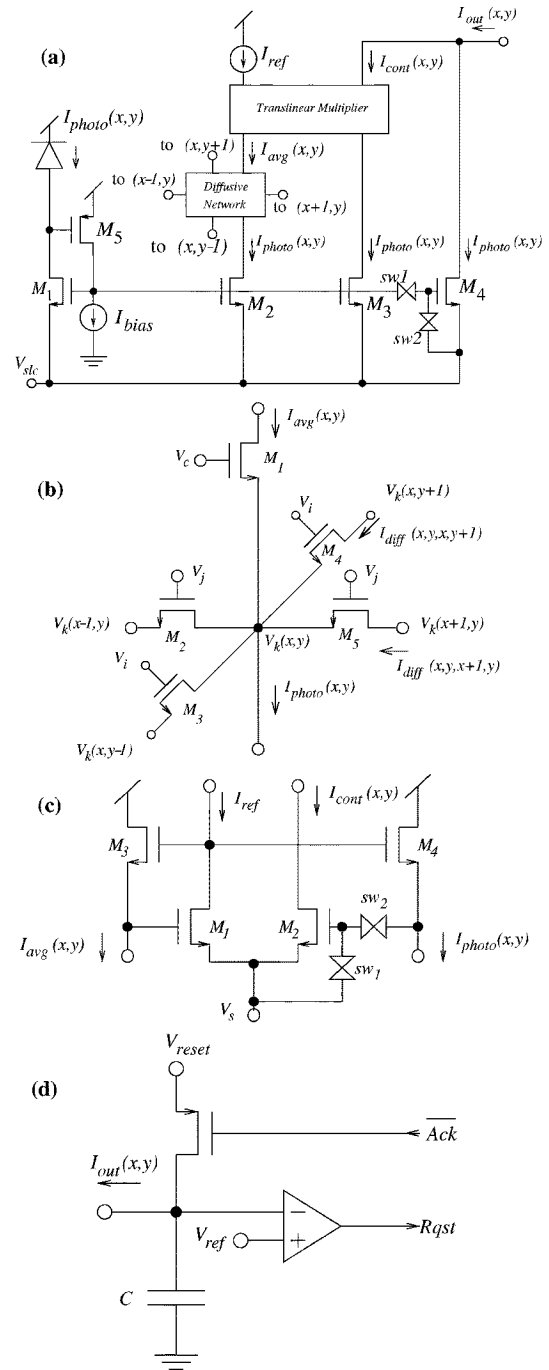 (a)
I_out(x,y)
I_ref
I_cont(x,y)
Translinear Multiplier
I_photo(x,y)
to (x,y+1)
I_avg(x,y)
to (x-1,y)
Diffusive
Network
to (x+1,y)
M_5
to (x,y-1)
I_photo(x,y)
I_photo(x,y)
I_photo(x,y)
M_1
M_2
M_3
sw1
M_4
I_bias
sw2
V_slc
(b)
I_avg(x,y)
V_c
M_1
V_i
V_k(x,y+1)
I_diff(x,y,x,y+1)
M_4
V_j
V_j
V_k(x-1,y)
M_2
V_k(x,y)
M_5
V_k(x+1,y)
V_i
I_diff(x,y,x+1,y)
M_3
I_photo(x,y)
V_k(x,y-1)
(c)
I_ref
I_cont(x,y)
M_3
M_4
sw_2
M_1
M_2
I_avg(x,y)
I_photo(x,y)
sw_1
V_s
(d)
V_reset
Ack
I_out(x,y)
−
Rqst
V_ref
+
C